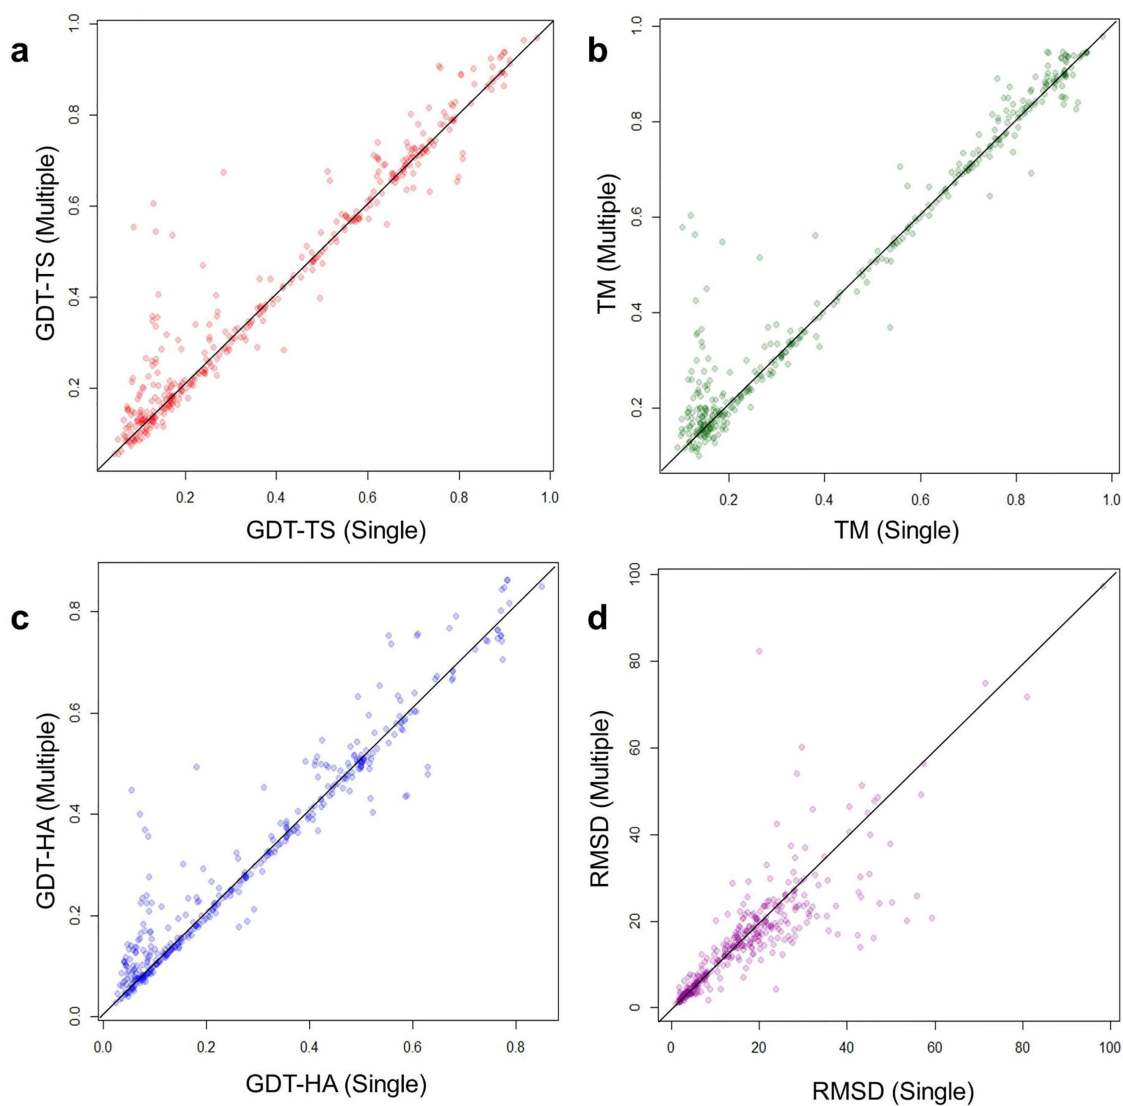 a
GDT-TS (Multiple)
1.0
0.8
0.6
0.4
0.2
0.2 0.4 0.6 0.8 1.0
GDT-TS (Single)
b
TM (Multiple)
1.0
0.8
0.6
0.4
0.2
0.2 0.4 0.6 0.8 1.0
TM (Single)
c
GDT-HA (Multiple)
0.8
0.6
0.4
0.2
0.0
0.0 0.2 0.4 0.6 0.8
GDT-HA (Single)
d
RMSD (Multiple)
100
80
60
40
20
0
0 20 40 60 80 100
RMSD (Single)